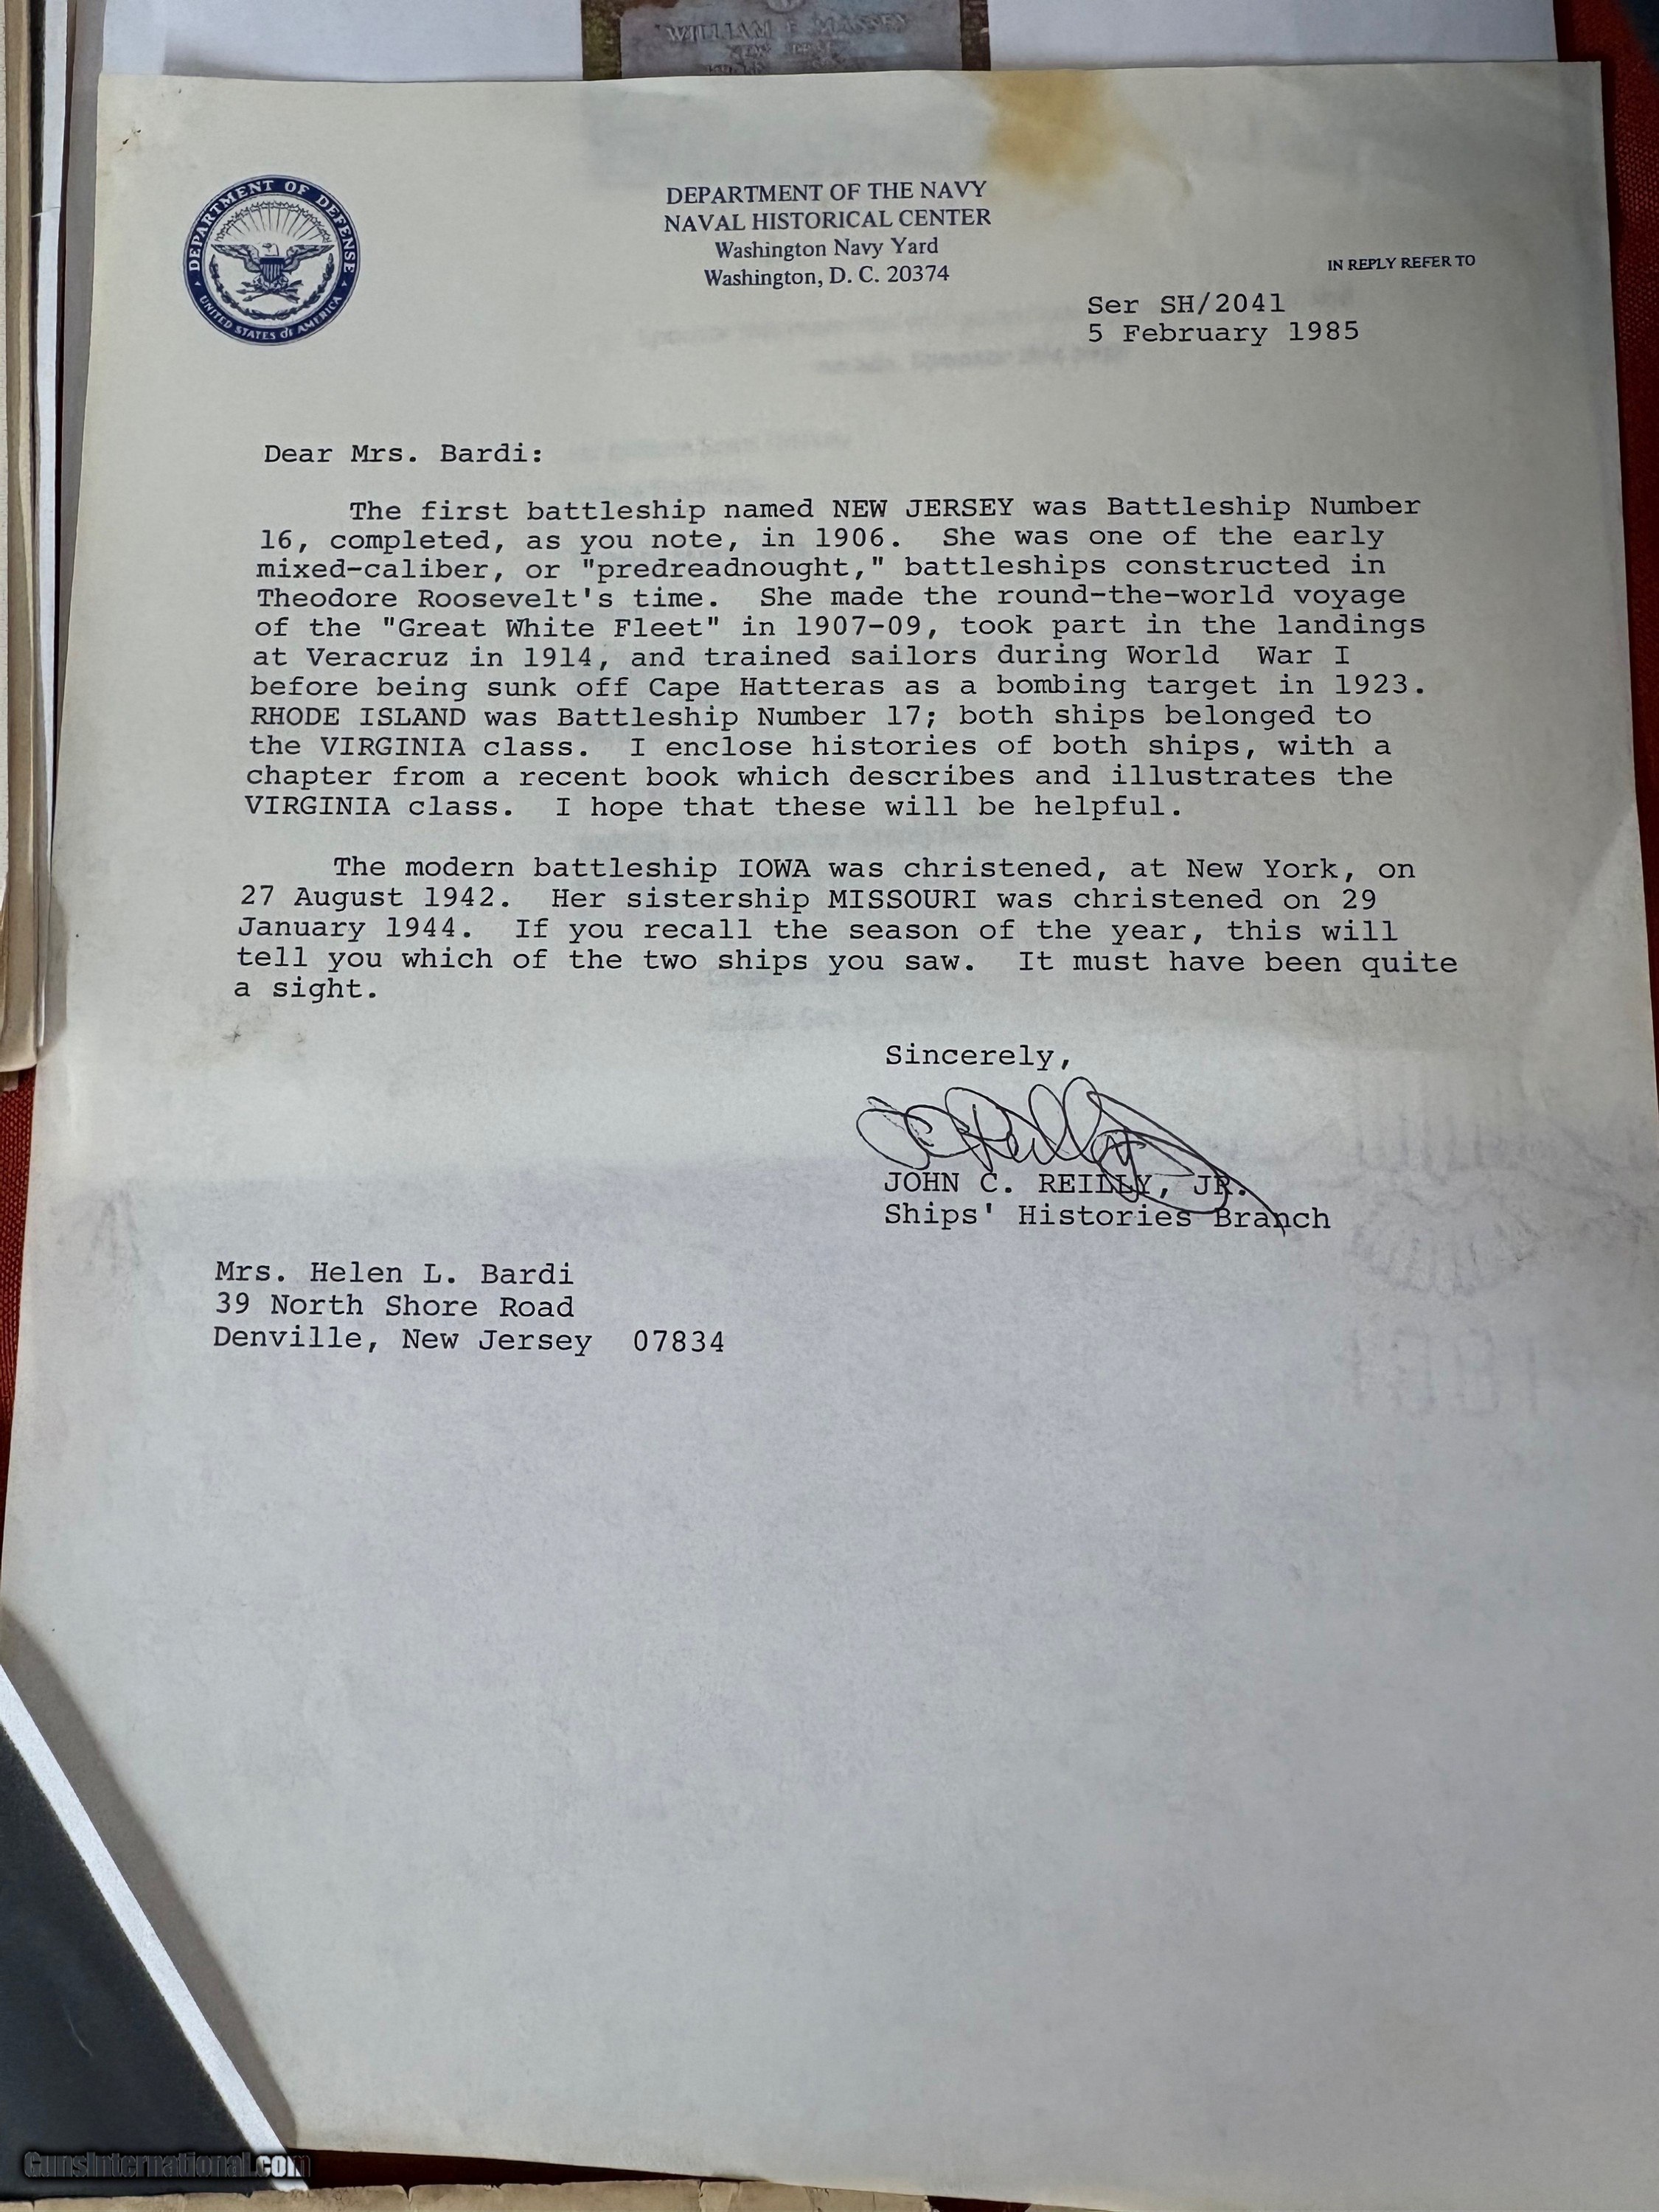 WILLIAM F. MASSEY
NEW JERSEY
DEPARTMENT OF DEFENSE
UNITED STATES OF AMERICA
DEPARTMENT OF THE NAVY
NAVAL HISTORICAL CENTER
Washington Navy Yard
Washington, D. C. 20374
IN REPLY REFER TO
Ser SH/2041
5 February 1985
Dear Mrs. Bardi:
The first battleship named NEW JERSEY was Battleship Number
16, completed, as you note, in 1906. She was one of the early
mixed-caliber, or "predreadnought," battleships constructed in
Theodore Roosevelt's time. She made the round-the-world voyage
of the "Great White Fleet" in 1907-09, took part in the landings
at Veracruz in 1914, and trained sailors during World War I
before being sunk off Cape Hatteras as a bombing target in 1923.
RHODE ISLAND was Battleship Number 17; both ships belonged to
the VIRGINIA class. I enclose histories of both ships, with a
chapter from a recent book which describes and illustrates the
VIRGINIA class. I hope that these will be helpful.
The modern battleship IOWA was christened, at New York, on
27 August 1942. Her sistership MISSOURI was christened on 29
January 1944. If you recall the season of the year, this will
tell you which of the two ships you saw. It must have been quite
a sight.
Sincerely,
JOHN C. REILLY, JR.
Ships' Histories Branch
Mrs. Helen L. Bardi
39 North Shore Road
Denville, New Jersey 07834
GunsInternational.com